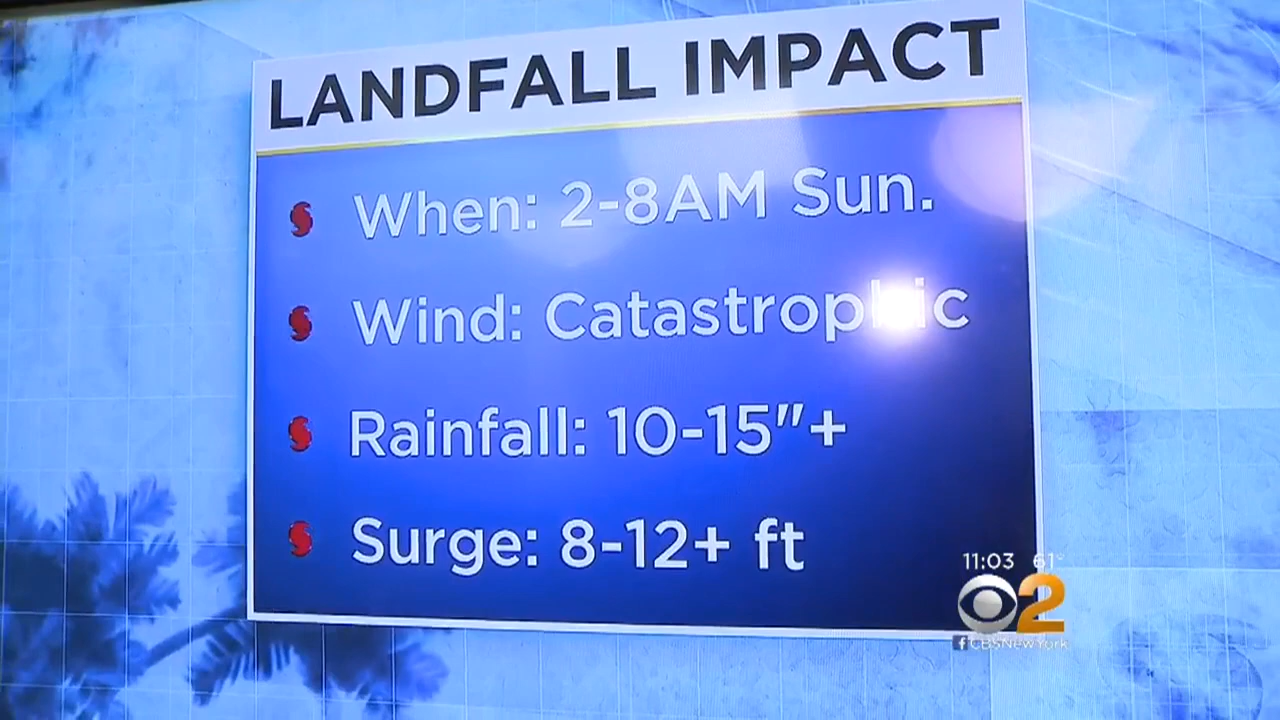 LANDFALL IMPACT
When: 2-8AM Sun.
Wind: Catastrophic
Rainfall: 10-15"+
Surge: 8-12+ ft
11:03 61°
2
f CBSNewYork